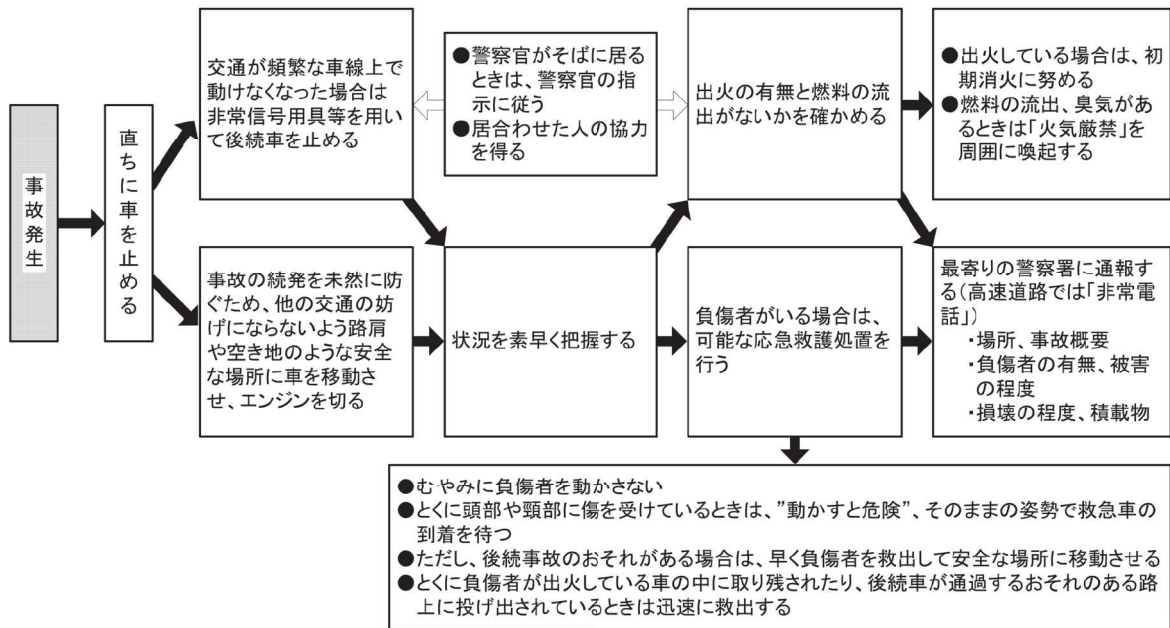 事故発生
直ちに車を止める
交通が頻繁な車線上で
動けなくなった場合は
非常信号用具等を用い
て後続車を止める
●警察官がそばに居る
ときは、警察官の指
示に従う
●居合わせた人の協力
を得る
出火の有無と燃料の流
出がないかを確かめる
●出火している場合は、初
期消火に努める
●燃料の流出、臭気があ
るときは「火気厳禁」を
周囲に喚起する
事故の続発を未然に防
ぐため、他の交通の妨
げにならないよう路肩
や空き地のような安全
な場所に車を移動さ
せ、エンジンを切る
状況を素早く把握する
負傷者がいる場合は、
可能な応急救護処置を
行う
最寄りの警察署に通報す
る(高速道路では「非常電
話」)
・場所、事故概要
・負傷者の有無、被害
の程度
・損壊の程度、積載物
●むやみに負傷者を動かさない
●とくに頭部や頸部に傷を受けているときは、”動かすと危険”、そのままの姿勢で救急車の
到着を待つ
●ただし、後続事故のおそれがある場合は、早く負傷者を救出して安全な場所に移動させる
●とくに負傷者が出火している車の中に取り残されたり、後続車が通過するおそれのある路
上に投げ出されているときは迅速に救出する